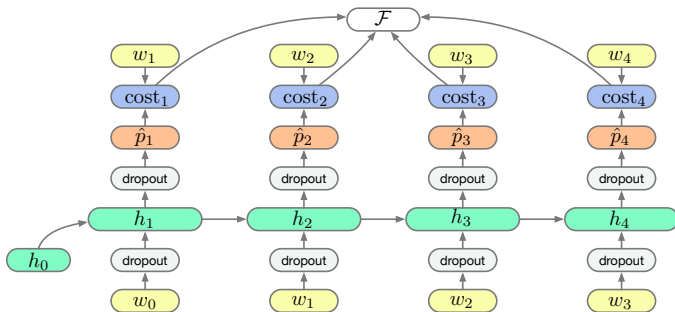 𝓕
w₁ w₂ w₃ w₄
cost₁ cost₂ cost₃ cost₄
p̂₁ p̂₂ p̂₃ p̂₄
dropout dropout dropout dropout
h₁ h₂ h₃ h₄
h₀
dropout dropout dropout dropout
w₀ w₁ w₂ w₃